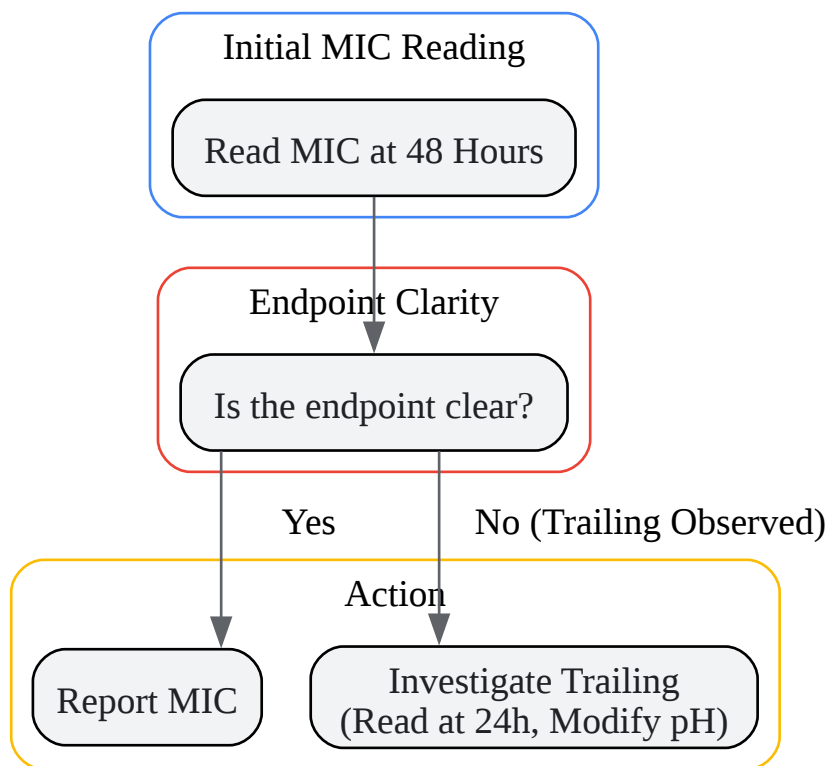 Initial MIC Reading
Read MIC at 48 Hours
Endpoint Clarity
Is the endpoint clear?
Yes
No (Trailing Observed)
Action
Report MIC
Investigate Trailing
(Read at 24h, Modify pH)